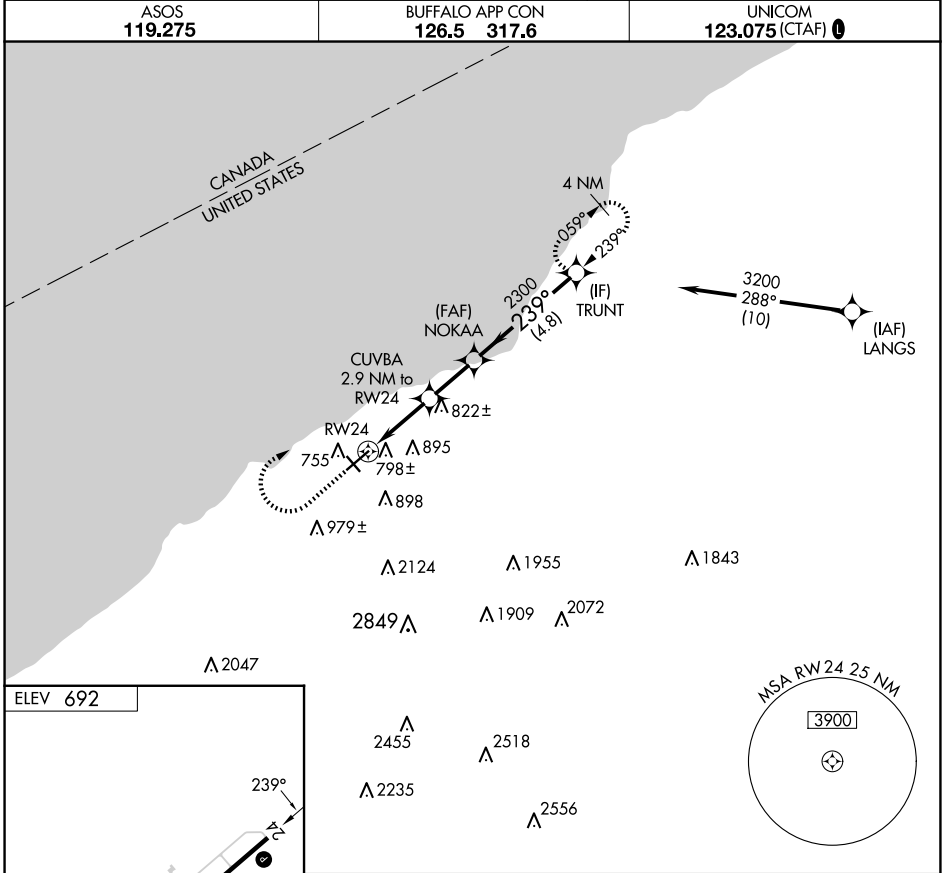 ASOS
119.275
BUFFALO APP CON
126.5 317.6
UNICOM
123.075 (CTAF) L
CANADA
UNITED STATES
4 NM
059°
239°
(IF)
TRUNT
2300
239°
(4.8)
3200
288°
(10)
(IAF)
LANGS
(FAF)
NOKAA
CUVBA
2.9 NM to
RW24
822±
RW24
755
798±
895
898
979±
2124
1955
1843
2849
1909
2072
2047
MSA RW24 25 NM
3900
ELEV 692
2455
2518
2235
2556
239°
24
P